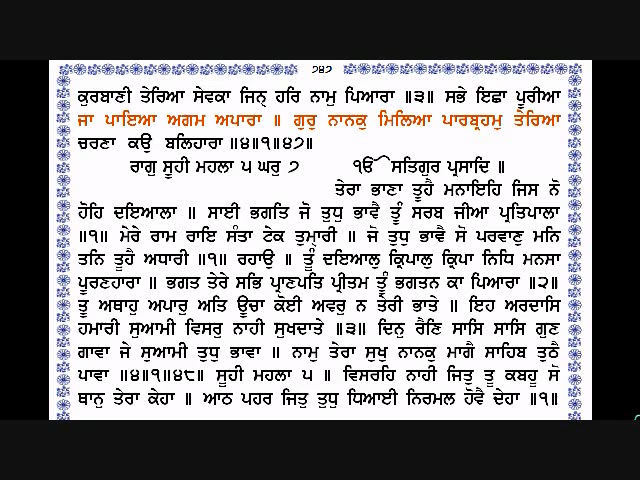 ੭੪੭
ਕੁਰਬਾਣੀ ਤੇਰਿਆ ਸੇਵਕਾ ਜਿਨ੍ ਹਰਿ ਨਾਮੁ ਪਿਆਰਾ ॥੩॥ ਸਭੇ ਇਛਾ ਪੂਰੀਆ
ਜਾ ਪਾਇਆ ਅਗਮ ਅਪਾਰਾ ॥ ਗੁਰੁ ਨਾਨਕੁ ਮਿਲਿਆ ਪਾਰਬ੍ਰਹਮੁ ਤੇਰਿਆ
ਚਰਣਾ ਕਉ ਬਲਿਹਾਰਾ ॥੪॥੧॥੪੭॥
ਰਾਗੁ ਸੂਹੀ ਮਹਲਾ ੫ ਘਰੁ ੭ ੴ ਸਤਿਗੁਰ ਪ੍ਰਸਾਦਿ ॥
ਤੇਰਾ ਭਾਣਾ ਤੂਹੈ ਮਨਾਇਹਿ ਜਿਸ ਨੋ
ਹੋਹਿ ਦਇਆਲਾ ॥ ਸਾਈ ਭਗਤਿ ਜੋ ਤੁਧੁ ਭਾਵੈ ਤੂੰ ਸਰਬ ਜੀਆ ਪ੍ਰਤਿਪਾਲਾ
॥੧॥ ਮੇਰੇ ਰਾਮ ਰਾਇ ਸੰਤਾ ਟੇਕ ਤੁਮ੍ਾਰੀ ॥ ਜੋ ਤੁਧੁ ਭਾਵੈ ਸੋ ਪਰਵਾਣੁ ਮਨਿ
ਤਨਿ ਤੂਹੈ ਅਧਾਰੀ ॥੧॥ ਰਹਾਉ ॥ ਤੂੰ ਦਇਆਲੁ ਕ੍ਰਿਪਾਲੁ ਕ੍ਰਿਪਾ ਨਿਧਿ ਮਨਸਾ
ਪੂਰਣਹਾਰਾ ॥ ਭਗਤ ਤੇਰੇ ਸਭਿ ਪ੍ਰਾਣਪਤਿ ਪ੍ਰੀਤਮ ਤੂੰ ਭਗਤਨ ਕਾ ਪਿਆਰਾ ॥੨॥
ਤੂ ਅਥਾਹੁ ਅਪਾਰੁ ਅਤਿ ਊਚਾ ਕੋਈ ਅਵਰੁ ਨ ਤੇਰੀ ਭਾਤੇ ॥ ਇਹ ਅਰਦਾਸਿ
ਹਮਾਰੀ ਸੁਆਮੀ ਵਿਸਰੁ ਨਾਹੀ ਸੁਖਦਾਤੇ ॥੩॥ ਦਿਨੁ ਰੈਣਿ ਸਾਸਿ ਸਾਸਿ ਗੁਣ
ਗਾਵਾ ਜੇ ਸੁਆਮੀ ਤੁਧੁ ਭਾਵਾ ॥ ਨਾਮੁ ਤੇਰਾ ਸੁਖੁ ਨਾਨਕੁ ਮਾਗੈ ਸਾਹਿਬ ਤੁਠੈ
ਪਾਵਾ ॥੪॥੧॥੪੮॥ ਸੂਹੀ ਮਹਲਾ ੫ ॥ ਵਿਸਰਹਿ ਨਾਹੀ ਜਿਤੁ ਤੂ ਕਬਹੂ ਸੋ
ਥਾਨੁ ਤੇਰਾ ਕੇਹਾ ॥ ਆਠ ਪਹਰ ਜਿਤੁ ਤੁਧੁ ਧਿਆਈ ਨਿਰਮਲ ਹੋਵੈ ਦੇਹਾ ॥੧॥